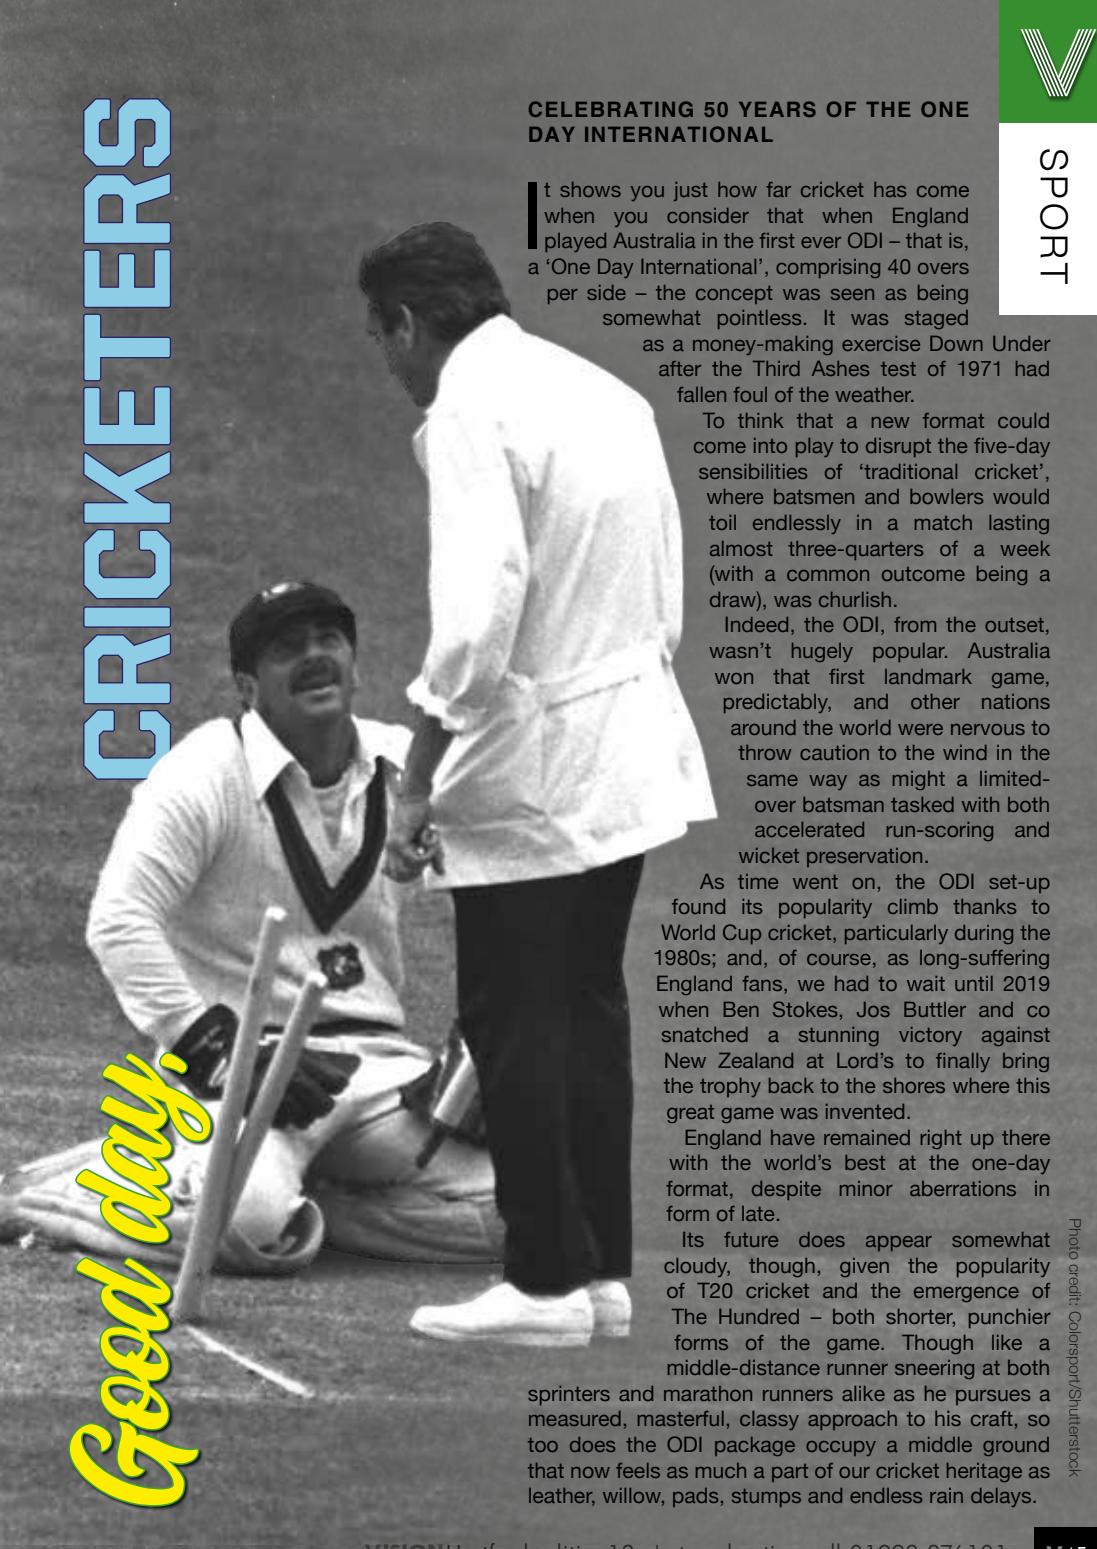 Good day,
CRICKETERS
V
SPORT
CELEBRATING 50 YEARS OF THE ONE
DAY INTERNATIONAL
It shows you just how far cricket has come
when you consider that when England
played Australia in the first ever ODI – that is,
a ‘One Day International’, comprising 40 overs
per side – the concept was seen as being
somewhat pointless. It was staged
as a money-making exercise Down Under
after the Third Ashes test of 1971 had
fallen foul of the weather.
To think that a new format could
come into play to disrupt the five-day
sensibilities of ‘traditional cricket’,
where batsmen and bowlers would
toil endlessly in a match lasting
almost three-quarters of a week
(with a common outcome being a
draw), was churlish.
Indeed, the ODI, from the outset,
wasn’t hugely popular. Australia
won that first landmark game,
predictably, and other nations
around the world were nervous to
throw caution to the wind in the
same way as might a limited-
over batsman tasked with both
accelerated run-scoring and
wicket preservation.
As time went on, the ODI set-up
found its popularity climb thanks to
World Cup cricket, particularly during the
1980s; and, of course, as long-suffering
England fans, we had to wait until 2019
when Ben Stokes, Jos Buttler and co
snatched a stunning victory against
New Zealand at Lord’s to finally bring
the trophy back to the shores where this
great game was invented.
England have remained right up there
with the world’s best at the one-day
format, despite minor aberrations in
form of late.
Its future does appear somewhat
cloudy, though, given the popularity
of T20 cricket and the emergence of
The Hundred – both shorter, punchier
forms of the game. Though like a
middle-distance runner sneering at both
sprinters and marathon runners alike as he pursues a
measured, masterful, classy approach to his craft, so
too does the ODI package occupy a middle ground
that now feels as much a part of our cricket heritage as
leather, willow, pads, stumps and endless rain delays.
Photo credit: Colorsport/Shutterstock